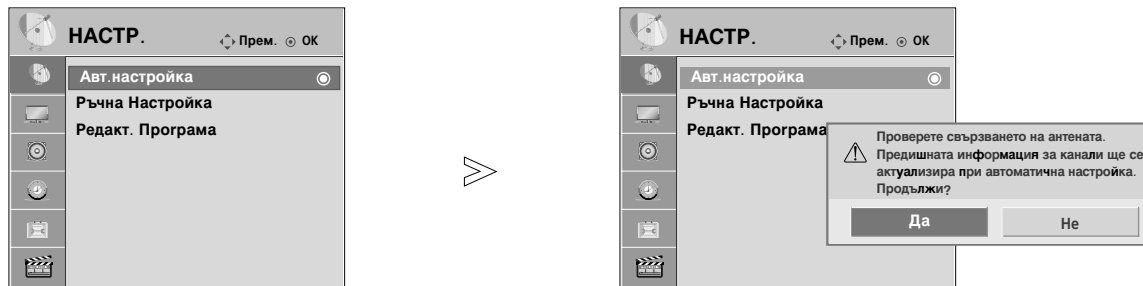 НАСТР.
Прем. OK
Авт.настройка
Ръчна Настройка
Редакт. Програма
НАСТР.
Прем. OK
Авт.настройка
Ръчна Настройка
Редакт. Програма
Проверете свързването на антената.
Предишната информация за канали ще се
актуализира при автоматична настройка.
Продължи?
Да
Не